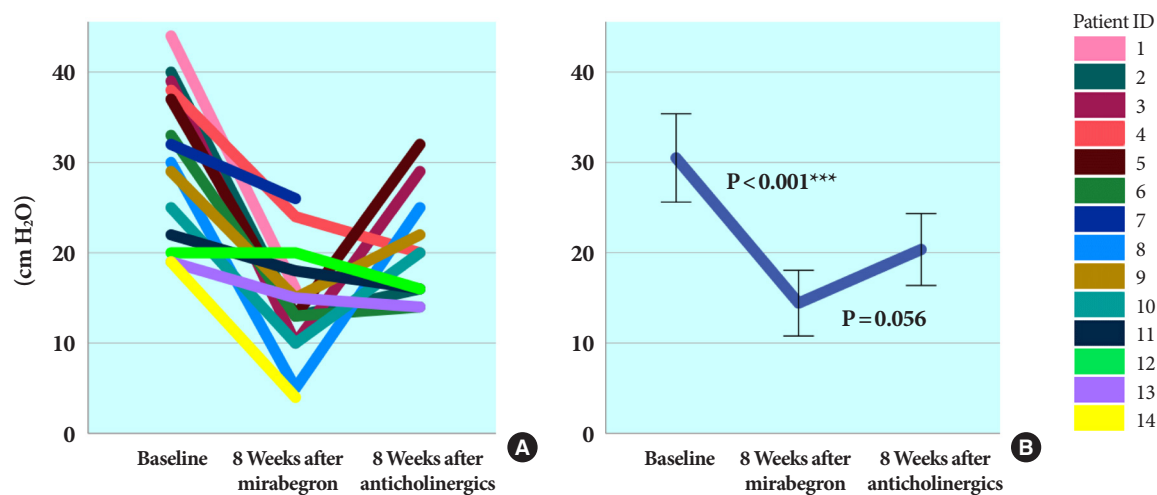 (cm H₂O)
40
30
20
10
0
Baseline
8 Weeks after
mirabegron
8 Weeks after
anticholinergics
A
40
30
20
10
0
P<0.001***
P=0.056
Baseline
8 Weeks after
mirabegron
8 Weeks after
anticholinergics
B
Patient ID
1
2
3
4
5
6
7
8
9
10
11
12
13
14